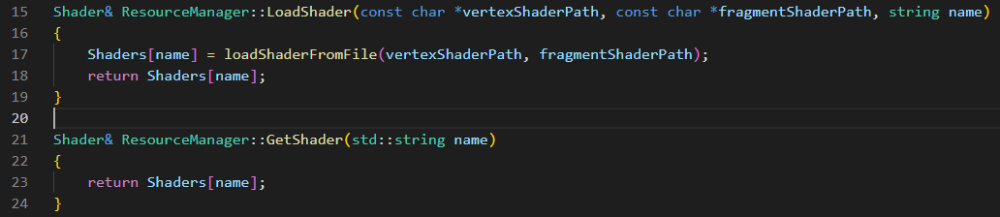 15 Shader& ResourceManager::LoadShader(const char *vertexShaderPath, const char *fragmentShaderPath, string name)
16 {
17     Shaders[name] = loadShaderFromFile(vertexShaderPath, fragmentShaderPath);
18     return Shaders[name];
19 }
20
21 Shader& ResourceManager::GetShader(std::string name)
22 {
23     return Shaders[name];
24 }